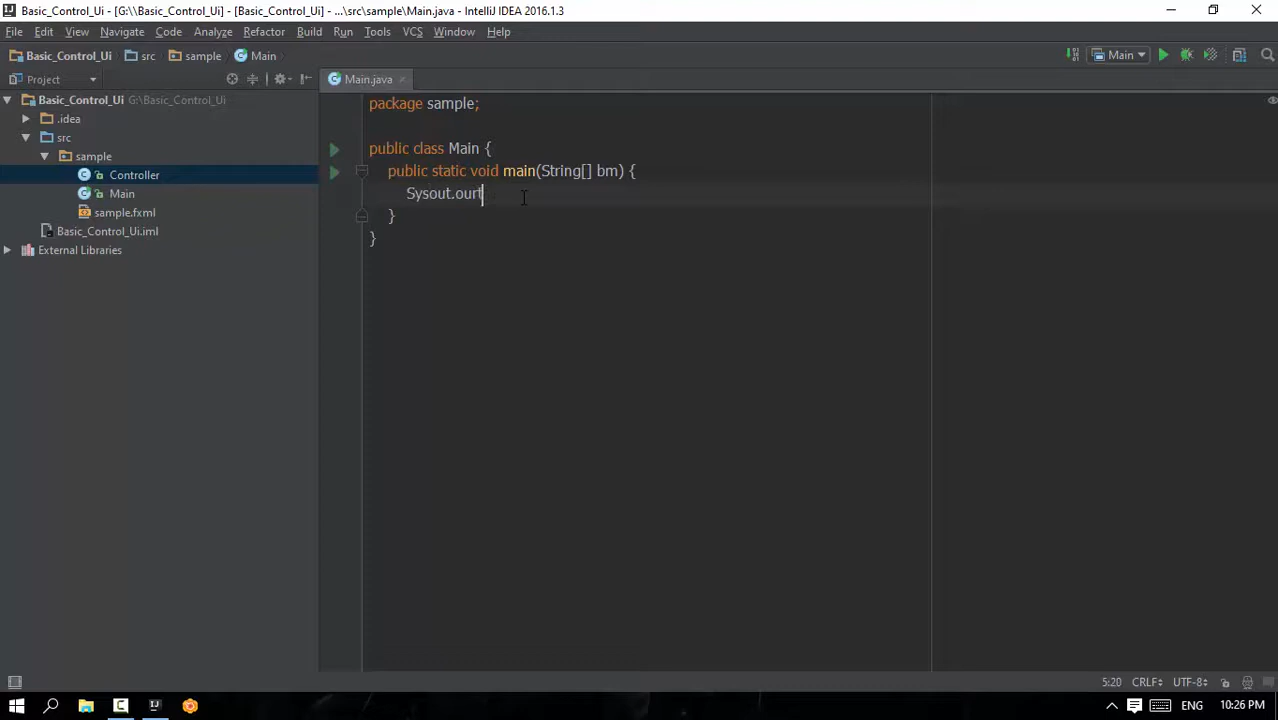 Basic_Control_Ui - [G:\\Basic_Control_Ui] - [Basic_Control_Ui] - ...\src\sample\Main.java - IntelliJ IDEA 2016.1.3
File Edit View Navigate Code Analyze Refactor Build Run Tools VCS Window Help
Basic_Control_Ui src sample Main Main
Project Main.java
Basic_Control_Ui G:\Basic_Control_Ui
.idea
src
sample
Controller
Main
sample.fxml
Basic_Control_Ui.iml
External Libraries
package sample;
public class Main {
public static void main(String[] bm) {
Sysout.ourt
}
}
5:20 CRLF UTF-8
ENG 10:26 PM